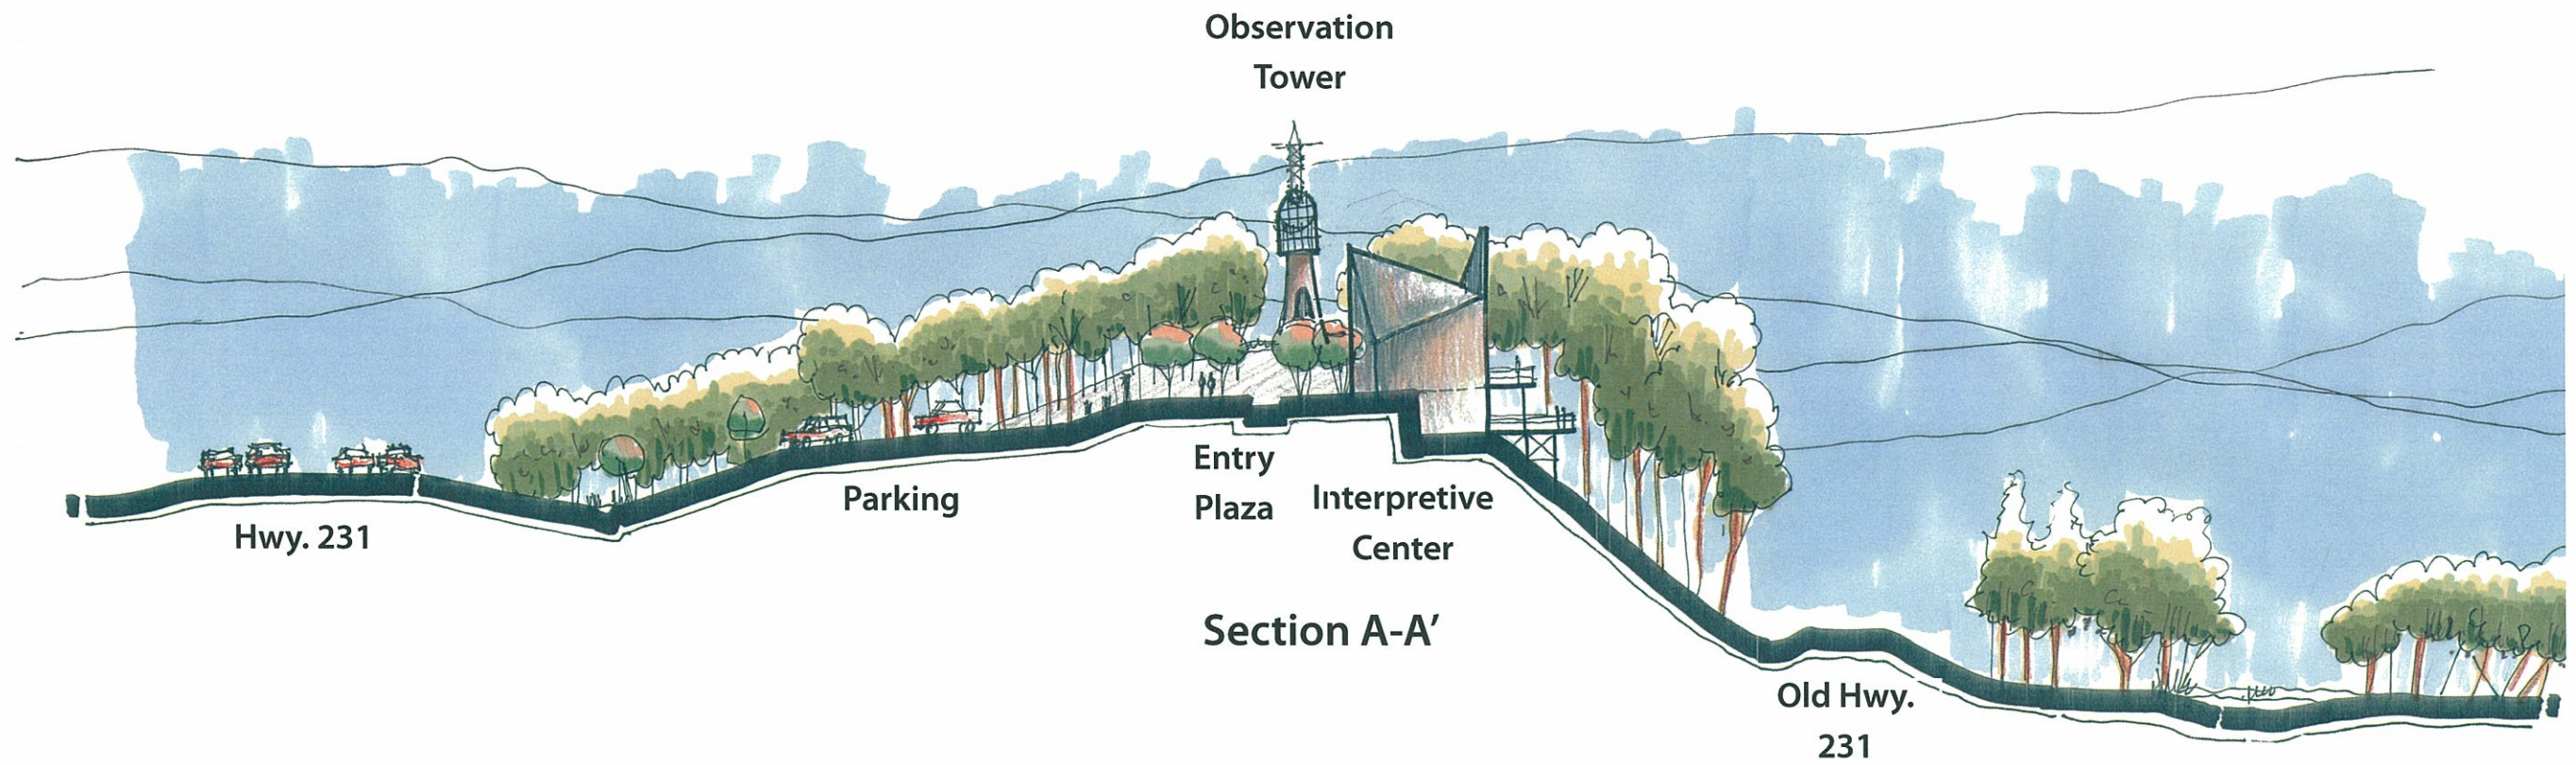 Observation
Tower
Entry
Plaza
Parking
Interpretive
Center
Hwy. 231
Section A-A’
Old Hwy.
231